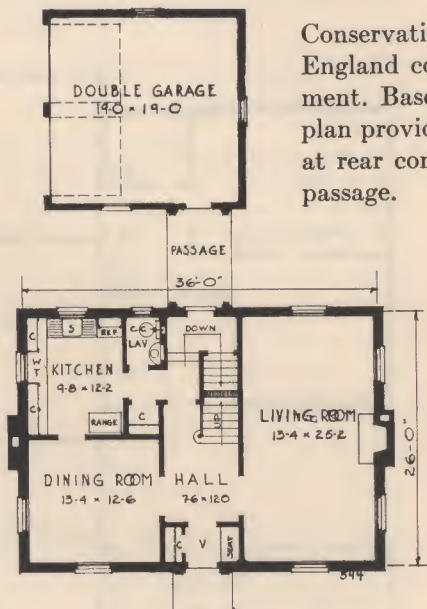 Conservati
England co
ment. Base
plan provid
at rear con
passage.
DOUBLE GARAGE
19-0 × 19-0
PASSAGE
36'-0"
C
S
REF
C
LAV
DOWN
W T
KITCHEN
9-8 × 12-2
C
RANGE
C
UP
LIVING ROOM
13-4 × 25-2
26'-0"
DINING ROOM
13-4 × 12-6
HALL
7-6 × 12-0
C
V
SEAT
544